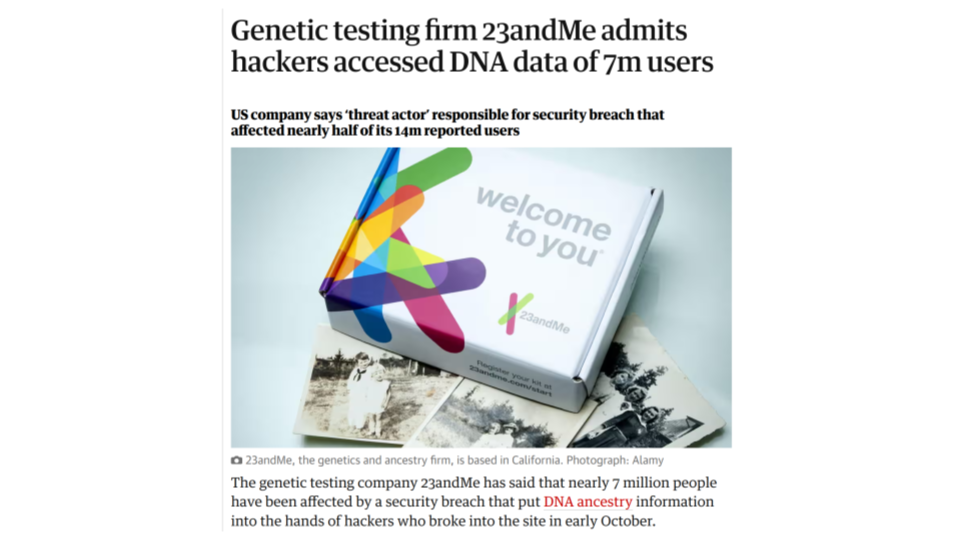 Genetic testing firm 23andMe admits
hackers accessed DNA data of 7m users
US company says ‘threat actor’ responsible for security breach that
affected nearly half of its 14m reported users
welcome
to you
23andMe
Register your kit at
23andme.com/start
23andMe, the genetics and ancestry firm, is based in California. Photograph: Alamy
The genetic testing company 23andMe has said that nearly 7 million people
have been affected by a security breach that put DNA ancestry information
into the hands of hackers who broke into the site in early October.